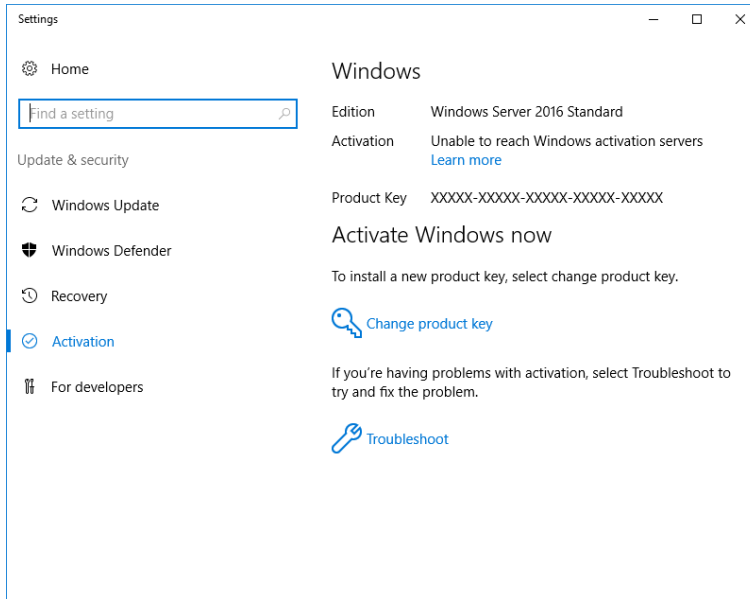 Settings
Home
Find a setting
Update & security
Windows Update
Windows Defender
Recovery
Activation
For developers
Windows
Edition Windows Server 2016 Standard
Activation Unable to reach Windows activation servers
Learn more
Product Key XXXXX-XXXXX-XXXXX-XXXXX-XXXXX
Activate Windows now
To install a new product key, select change product key.
Change product key
If you're having problems with activation, select Troubleshoot to
try and fix the problem.
Troubleshoot